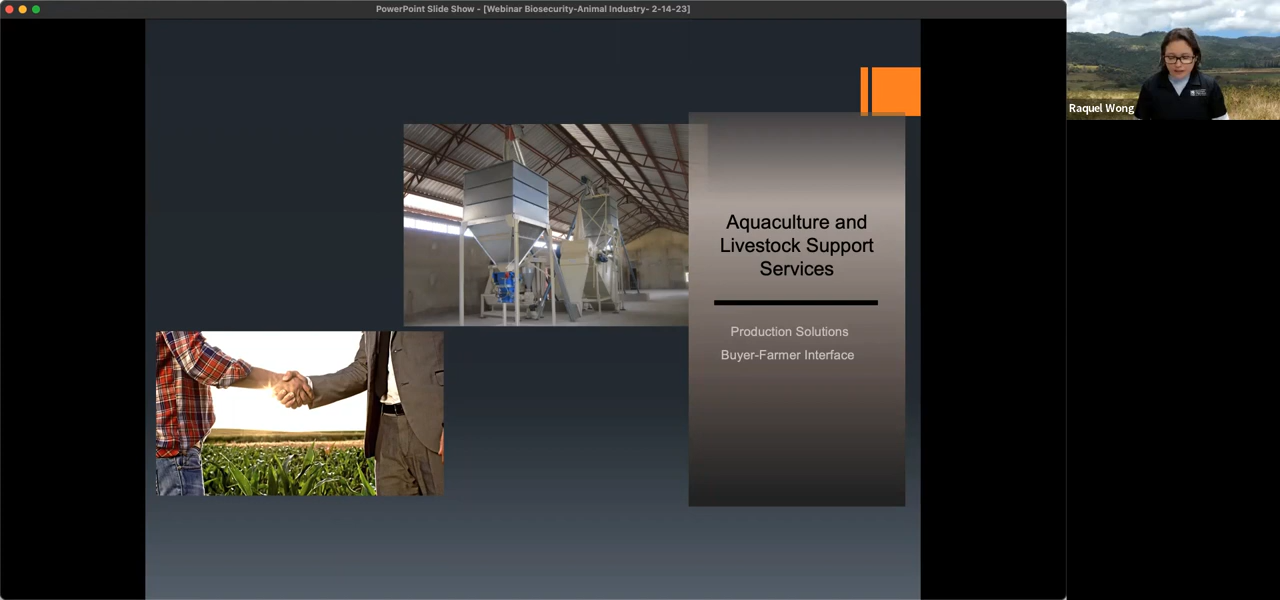 PowerPoint Slide Show - [Webinar Biosecurity-Animal Industry- 2-14-23]
Raquel Wong
Aquaculture and
Livestock Support
Services
Production Solutions
Buyer-Farmer Interface